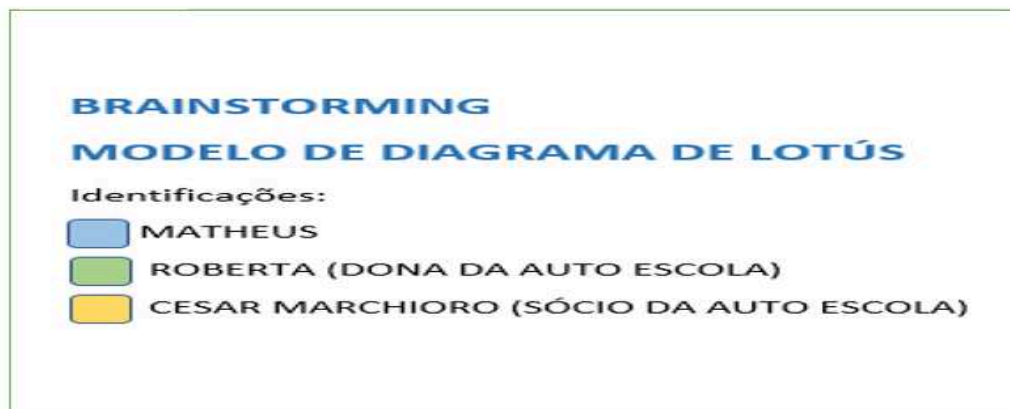 BRAINSTORMING
MODELO DE DIAGRAMA DE LOTÚS
Identificações:
MATHEUS
ROBERTA (DONA DA AUTO ESCOLA)
CESAR MARCHIORO (SÓCIO DA AUTO ESCOLA)